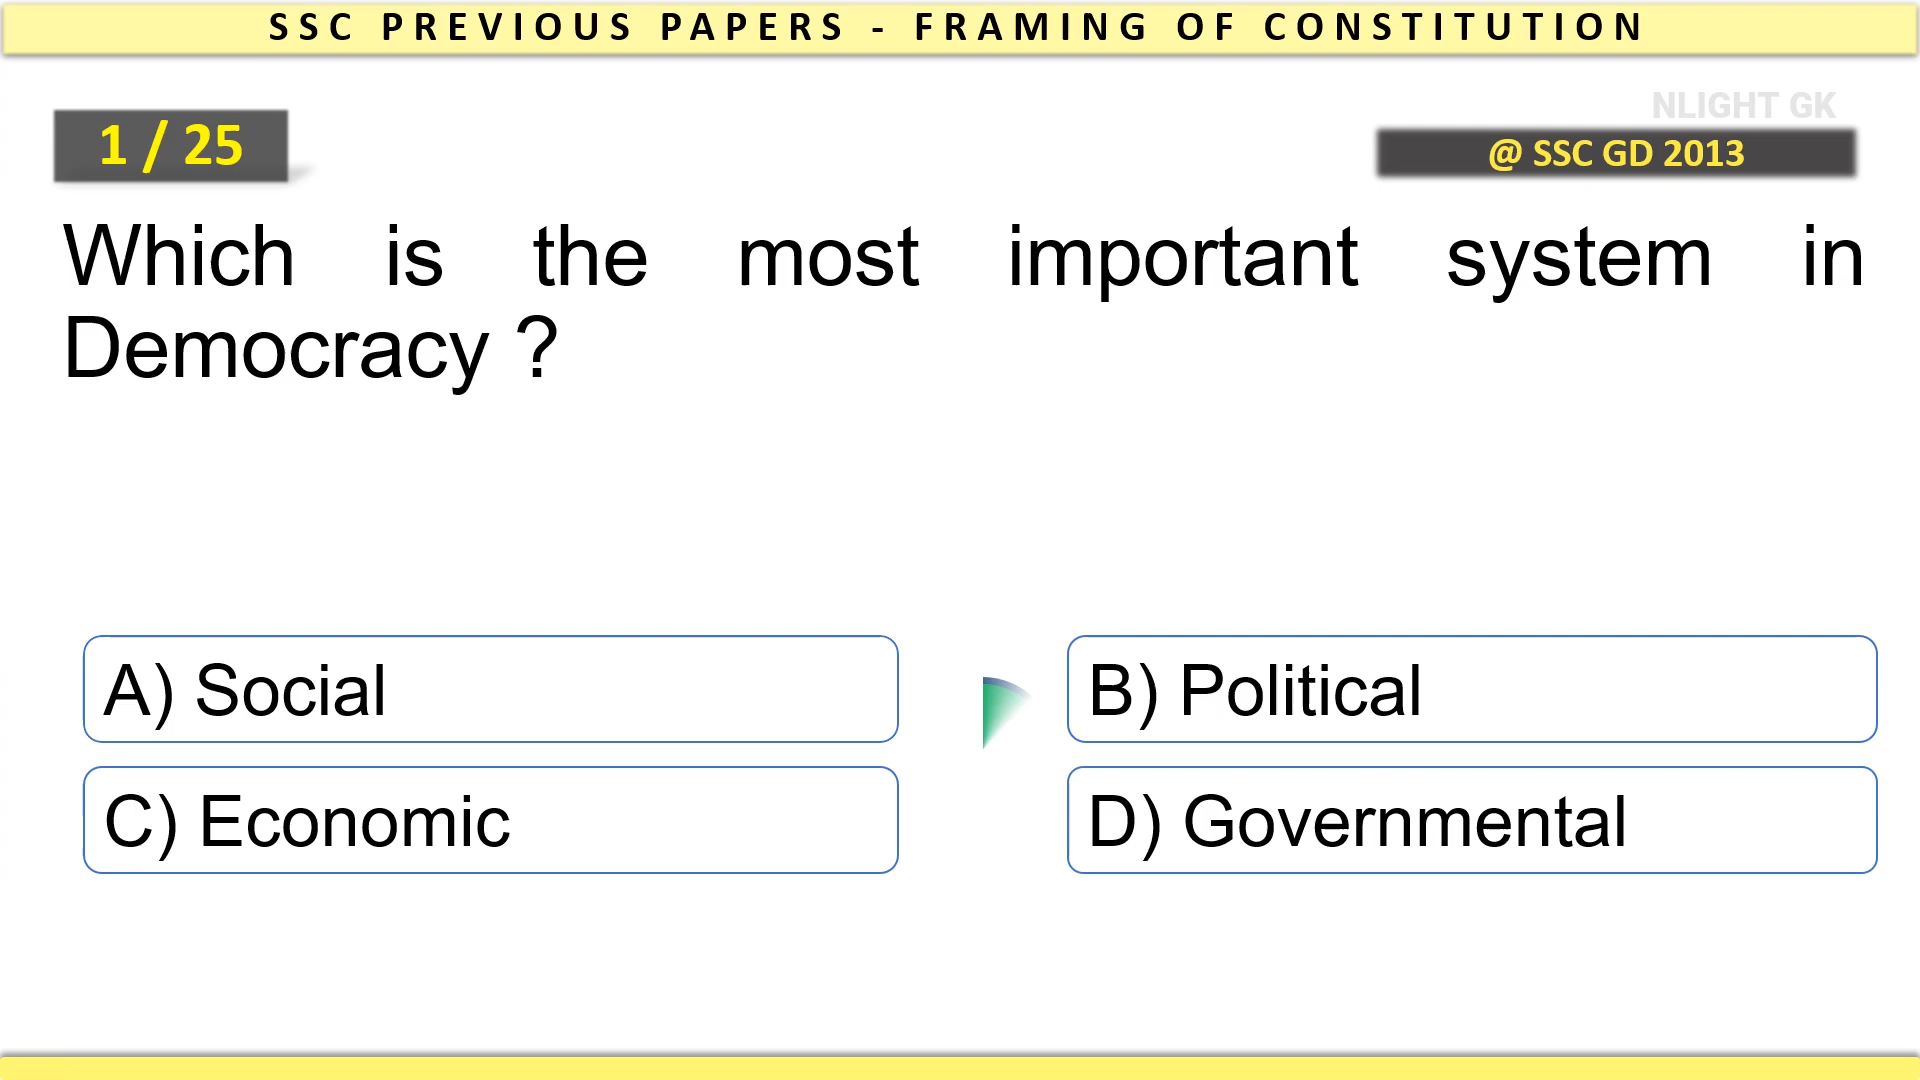 SSC PREVIOUS PAPERS - FRAMING OF CONSTITUTION
NLIGHT GK
1 / 25
@ SSC GD 2013
Which is the most important system in
Democracy ?
A) Social
B) Political
C) Economic
D) Governmental